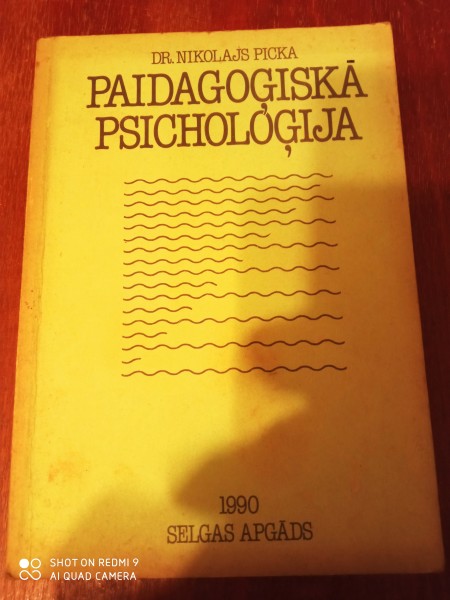 DR. NIKOLAJS PICKA
PAIDAGOĢISKĀ
PSICHOLOĢIJA
1990
SELGAS APGĀDS
SHOT ON REDMI 9
AI QUAD CAMERA